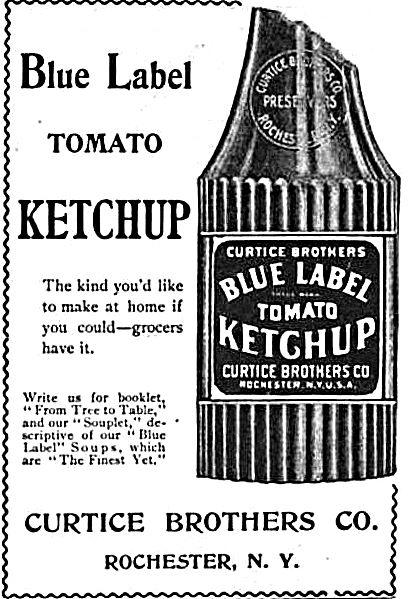 Blue Label
TOMATO
KETCHUP
The kind you'd like
to make at home if
you could—grocers
have it.
Write us for booklet,
"From Tree to Table,"
and our "Souplet," de-
scriptive of our "Blue
Label" Soups, which
are "The Finest Yet."
CURTICE BROTHERS CO.
PRESERVERS
ROCHESTER, N.Y.
CURTICE BROTHERS
BLUE LABEL
TRADE MARK
TOMATO
KETCHUP
CURTICE BROTHERS CO
ROCHESTER, N.Y. U.S.A.
CURTICE BROTHERS CO.
ROCHESTER, N. Y.